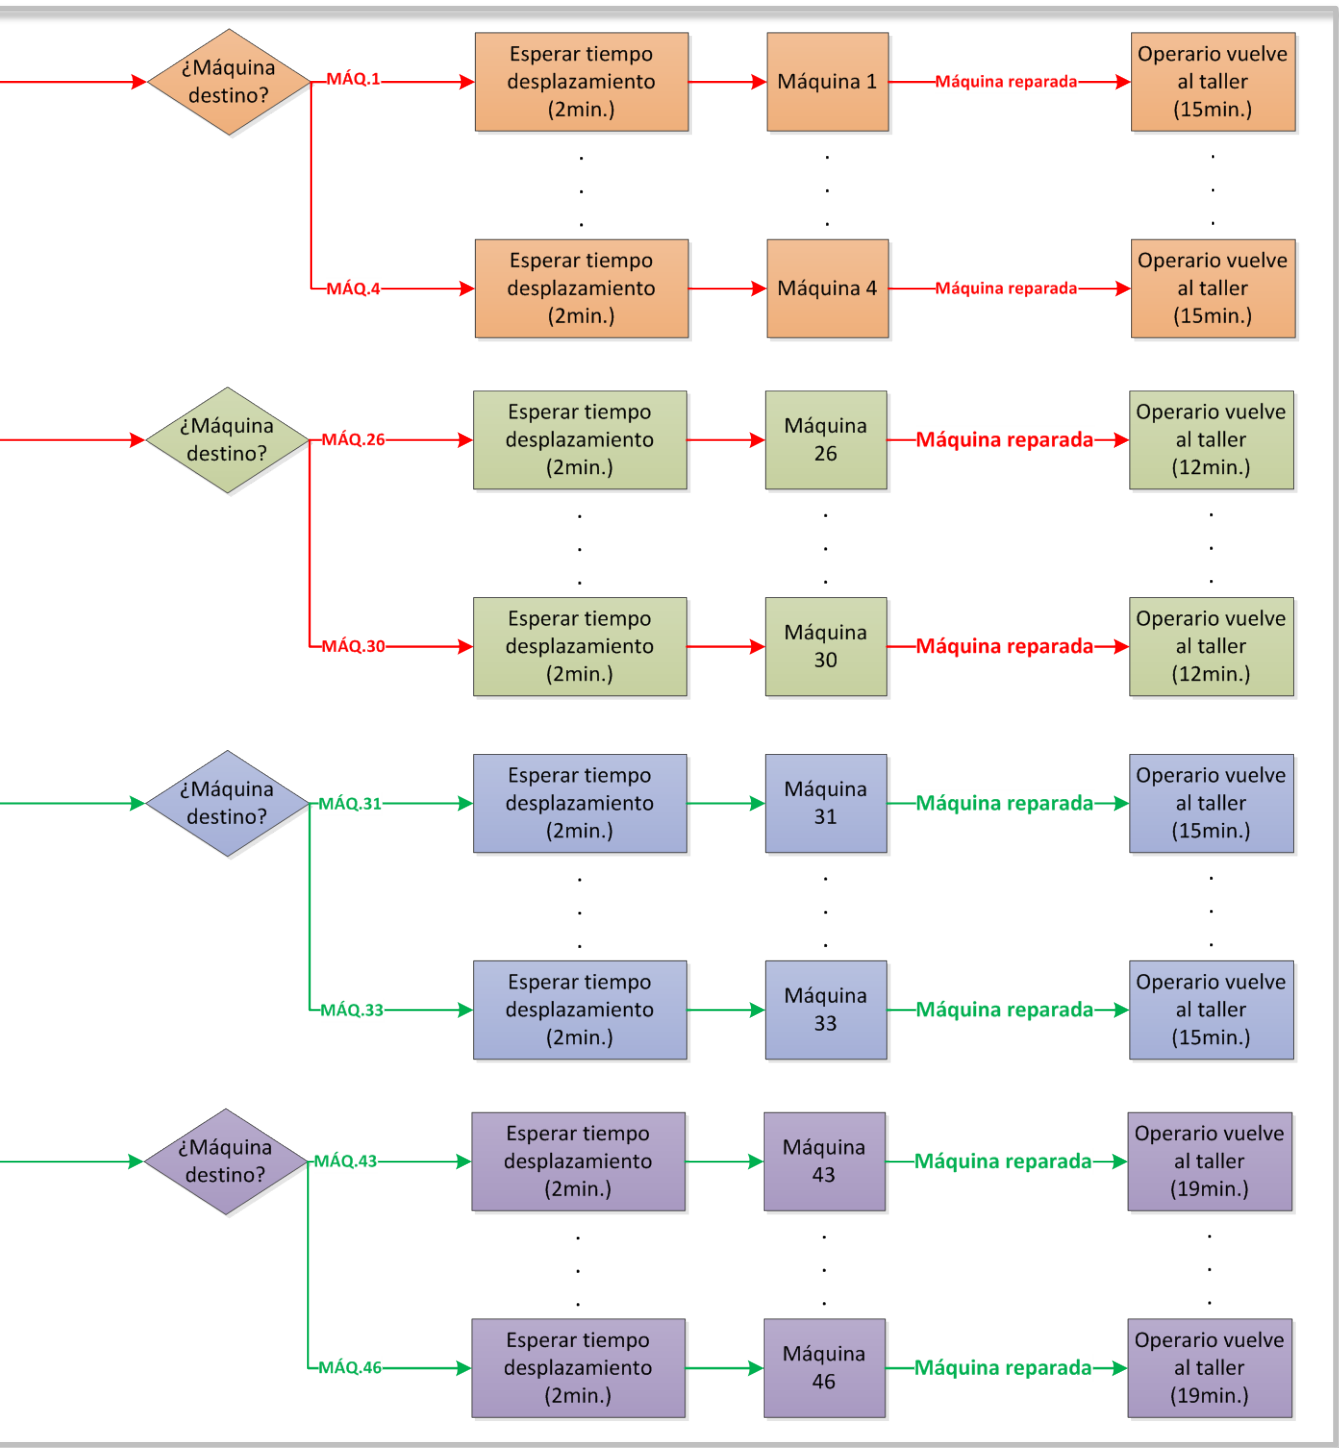 ¿Máquina
destino?
MÁQ.1
Esperar tiempo
desplazamiento
(2min.)
Máquina 1
Máquina reparada
Operario vuelve
al taller
(15min.)
MÁQ.4
Esperar tiempo
desplazamiento
(2min.)
Máquina 4
Máquina reparada
Operario vuelve
al taller
(15min.)
¿Máquina
destino?
MÁQ.26
Esperar tiempo
desplazamiento
(2min.)
Máquina
26
Máquina reparada
Operario vuelve
al taller
(12min.)
MÁQ.30
Esperar tiempo
desplazamiento
(2min.)
Máquina
30
Máquina reparada
Operario vuelve
al taller
(12min.)
¿Máquina
destino?
MÁQ.31
Esperar tiempo
desplazamiento
(2min.)
Máquina
31
Máquina reparada
Operario vuelve
al taller
(15min.)
MÁQ.33
Esperar tiempo
desplazamiento
(2min.)
Máquina
33
Máquina reparada
Operario vuelve
al taller
(15min.)
¿Máquina
destino?
MÁQ.43
Esperar tiempo
desplazamiento
(2min.)
Máquina
43
Máquina reparada
Operario vuelve
al taller
(19min.)
MÁQ.46
Esperar tiempo
desplazamiento
(2min.)
Máquina
46
Máquina reparada
Operario vuelve
al taller
(19min.)